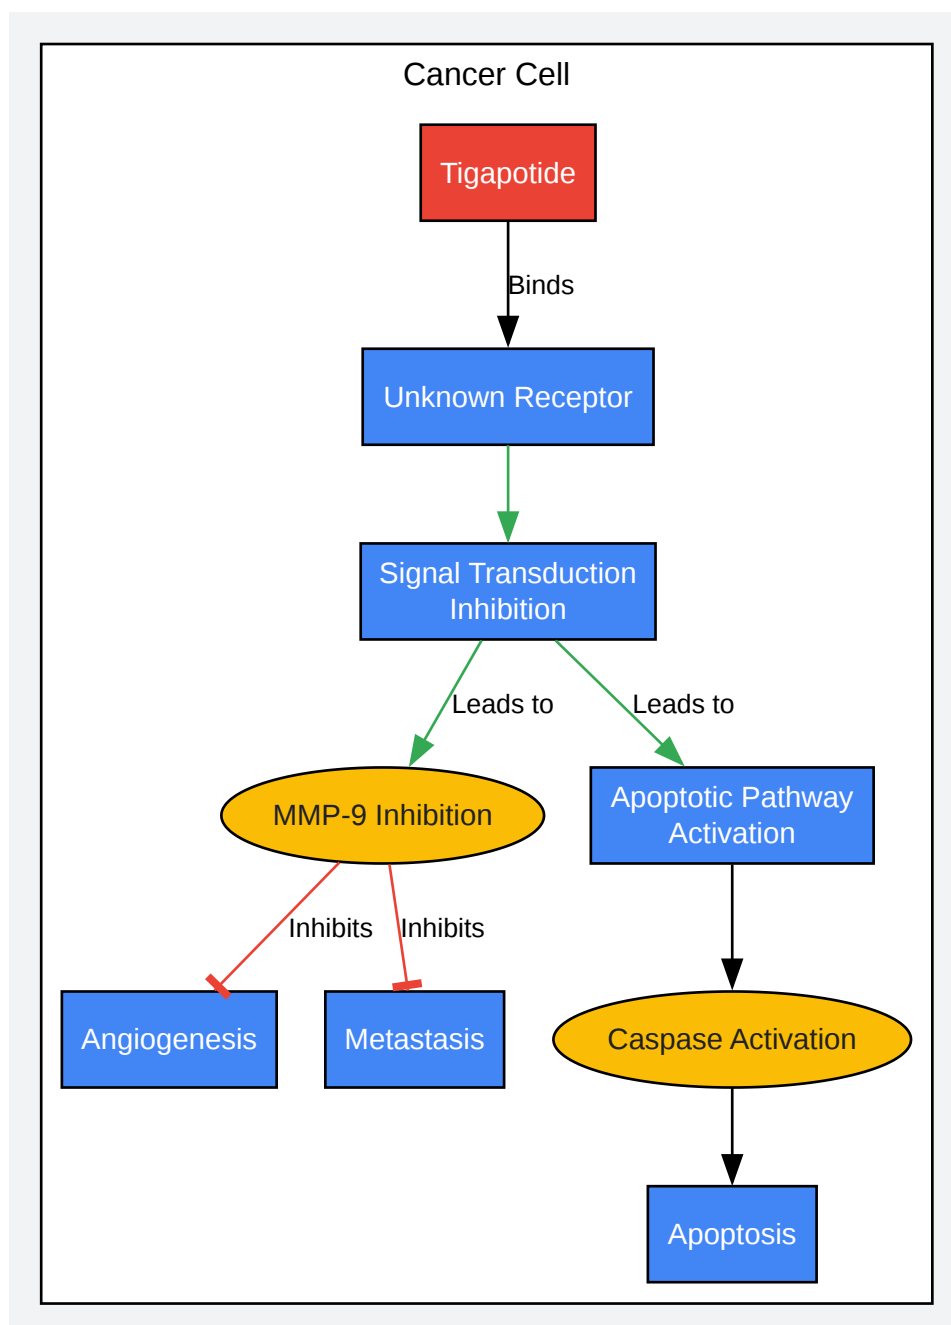 Cancer Cell
Tigapotide
Binds
Unknown Receptor
Signal Transduction
Inhibition
Leads to
Leads to
MMP-9 Inhibition
Apoptotic Pathway
Activation
Inhibits
Inhibits
Angiogenesis
Metastasis
Caspase Activation
Apoptosis